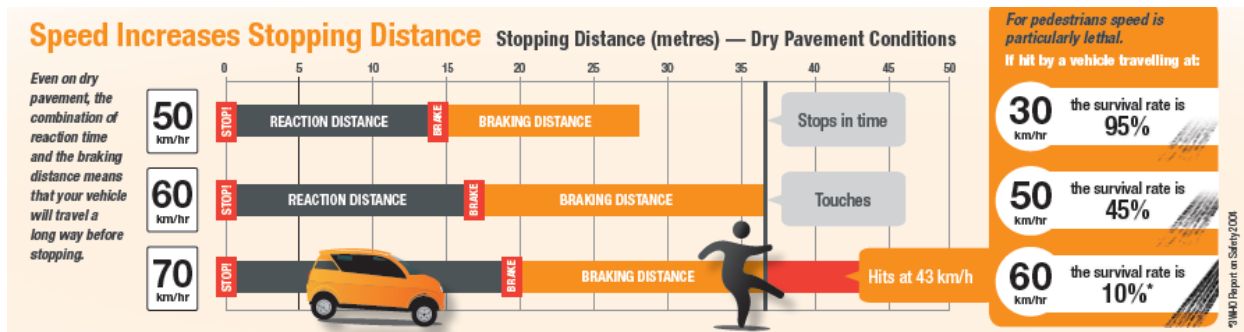 Speed Increases Stopping Distance Stopping Distance (metres) — Dry Pavement Conditions
Even on dry
pavement, the
combination of
reaction time
and the braking
distance means
that your vehicle
will travel a
long way before
stopping.
0 5 10 15 20 25 30 35 40 45 50
50
km/hr
STOP!
REACTION DISTANCE
BRAKE
BRAKING DISTANCE
Stops in time
60
km/hr
STOP!
REACTION DISTANCE
BRAKE
BRAKING DISTANCE
Touches
70
km/hr
STOP!
BRAKE
BRAKING DISTANCE
Hits at 43 km/h
For pedestrians speed is
particularly lethal.
If hit by a vehicle travelling at:
30
km/hr
the survival rate is
95%
50
km/hr
the survival rate is
45%
60
km/hr
the survival rate is
10%*
WHO Report on Safety 2004